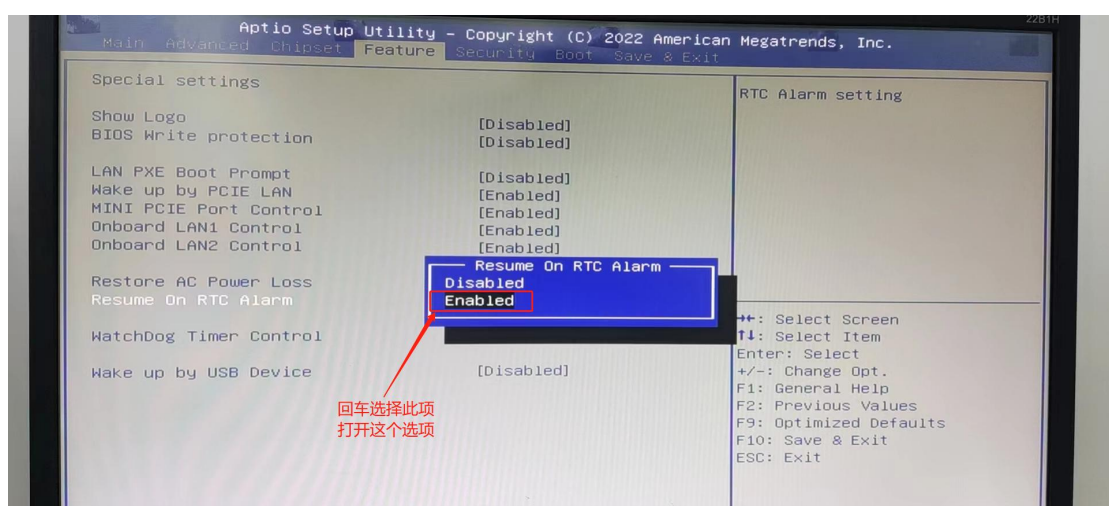 22B1H
Aptio Setup Utility - Copyright (C) 2022 American Megatrends, Inc.
Main Advanced Chipset Feature Security Boot Save & Exit
Special settings
Show Logo [Disabled]
BIOS Write protection [Disabled]
LAN PXE Boot Prompt [Disabled]
Wake up by PCIE LAN [Enabled]
MINI PCIE Port Control [Enabled]
Onboard LAN1 Control [Enabled]
Onboard LAN2 Control [Enabled]
Restore AC Power Loss
Resume On RTC Alarm
WatchDog Timer Control
Wake up by USB Device [Disabled]
Resume On RTC Alarm
Disabled
Enabled
回车选择此项
打开这个选项
RTC Alarm setting
→←: Select Screen
↑↓: Select Item
Enter: Select
+/-: Change Opt.
F1: General Help
F2: Previous Values
F9: Optimized Defaults
F10: Save & Exit
ESC: Exit